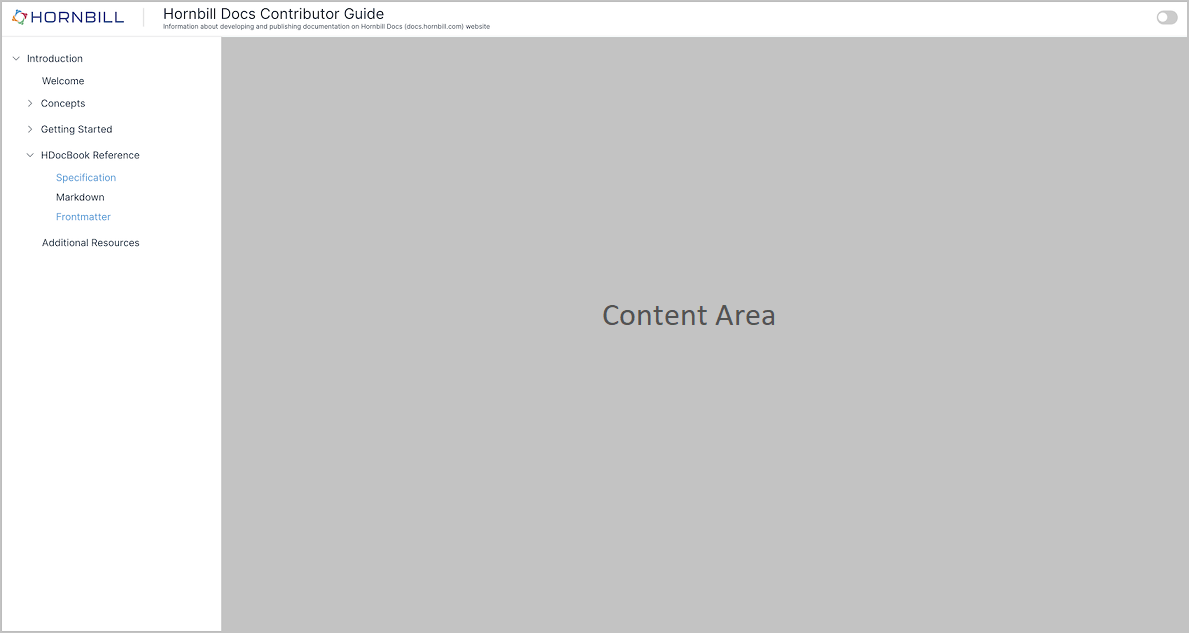 HORNBILL
Hornbill Docs Contributor Guide
Information about developing and publishing documentation on Hornbill Docs (docs.hornbill.com) website
Introduction
Welcome
Concepts
Getting Started
HDocBook Reference
Specification
Markdown
Frontmatter
Additional Resources
Content Area